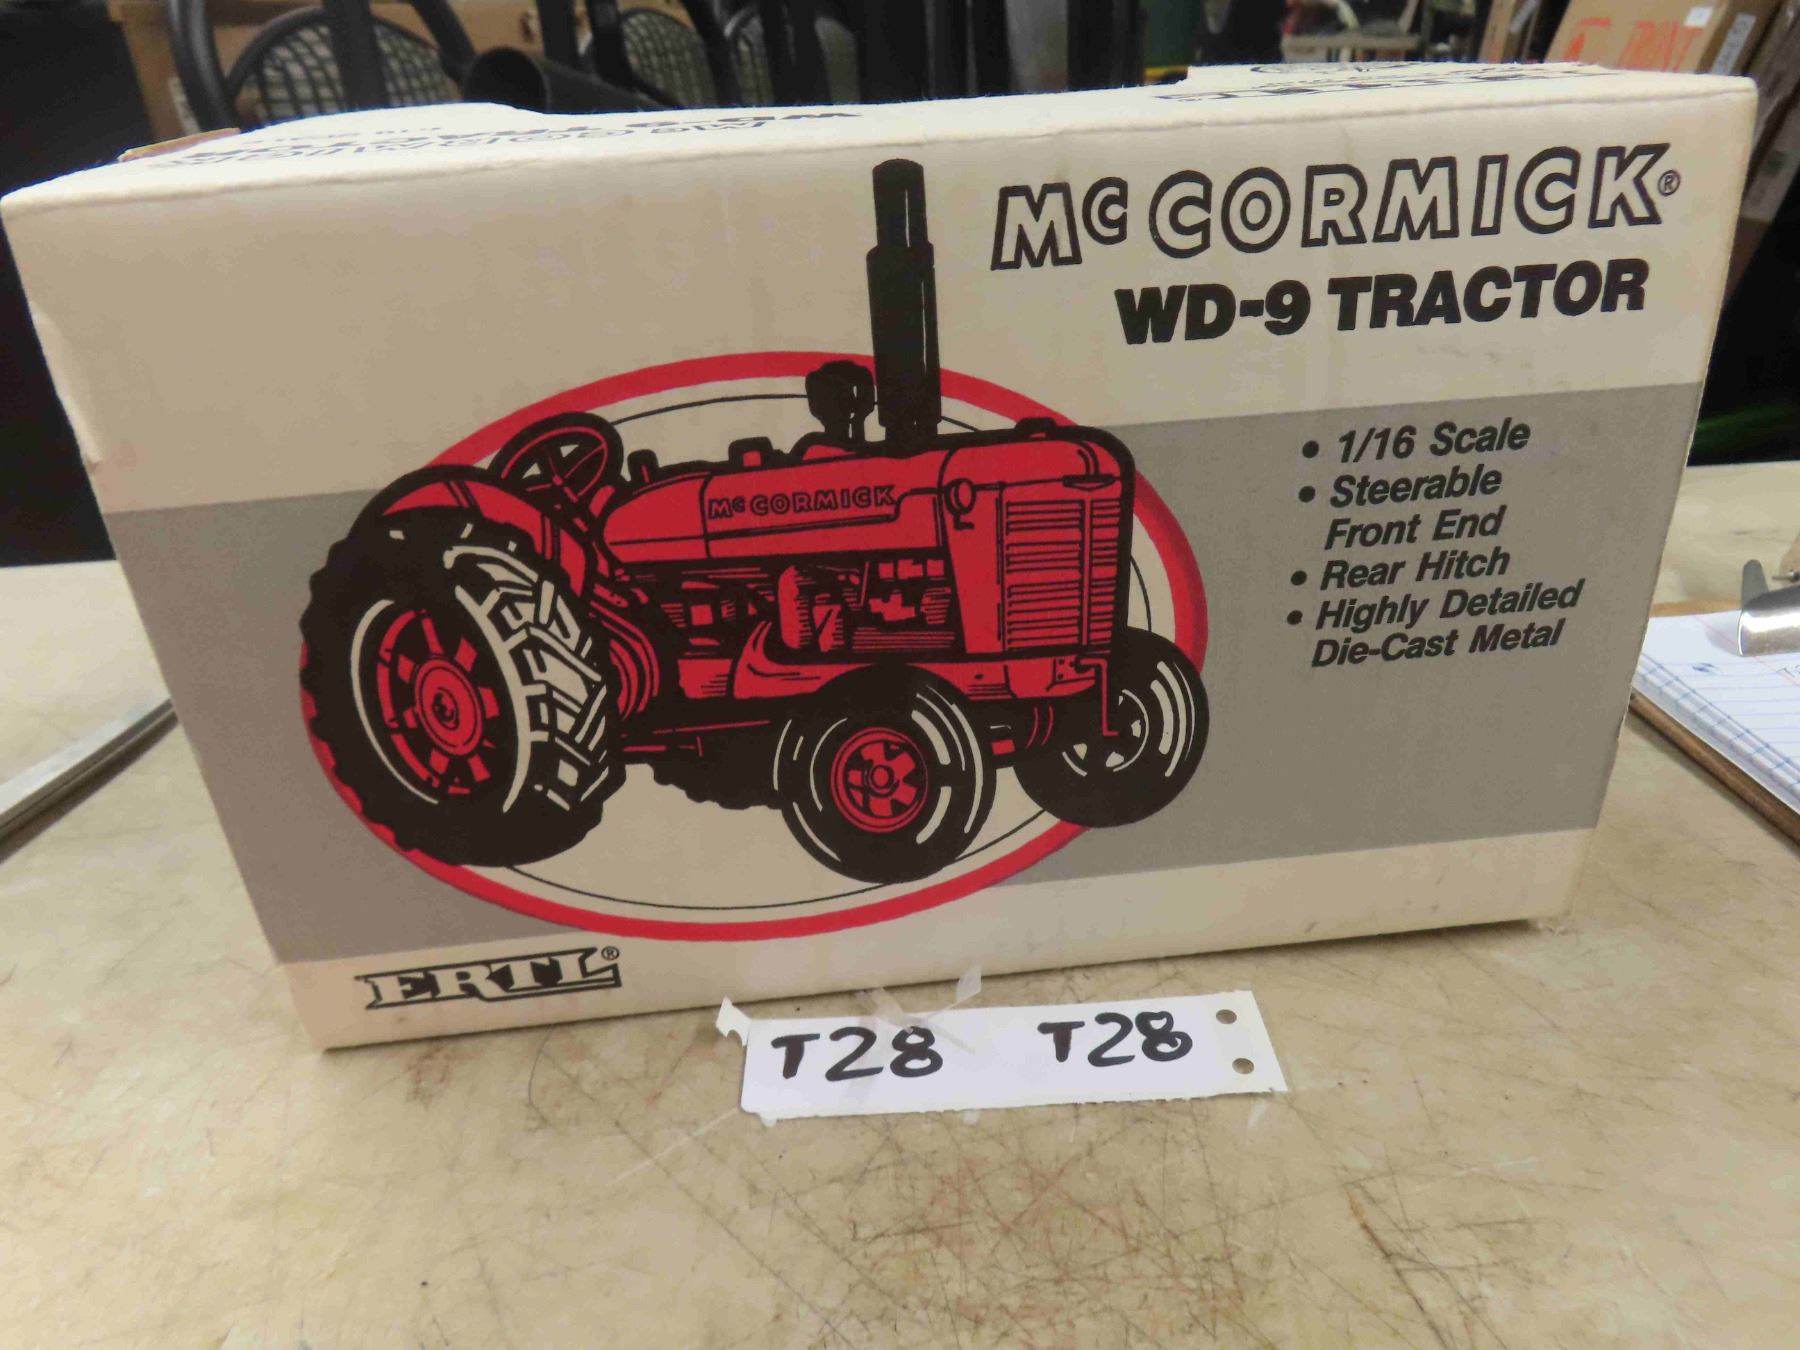 McCORMICK®
WD-9 TRACTOR
• 1/16 Scale
• Steerable
Front End
• Rear Hitch
• Highly Detailed
Die-Cast Metal
McCORMICK
ERTL®
T28 T28